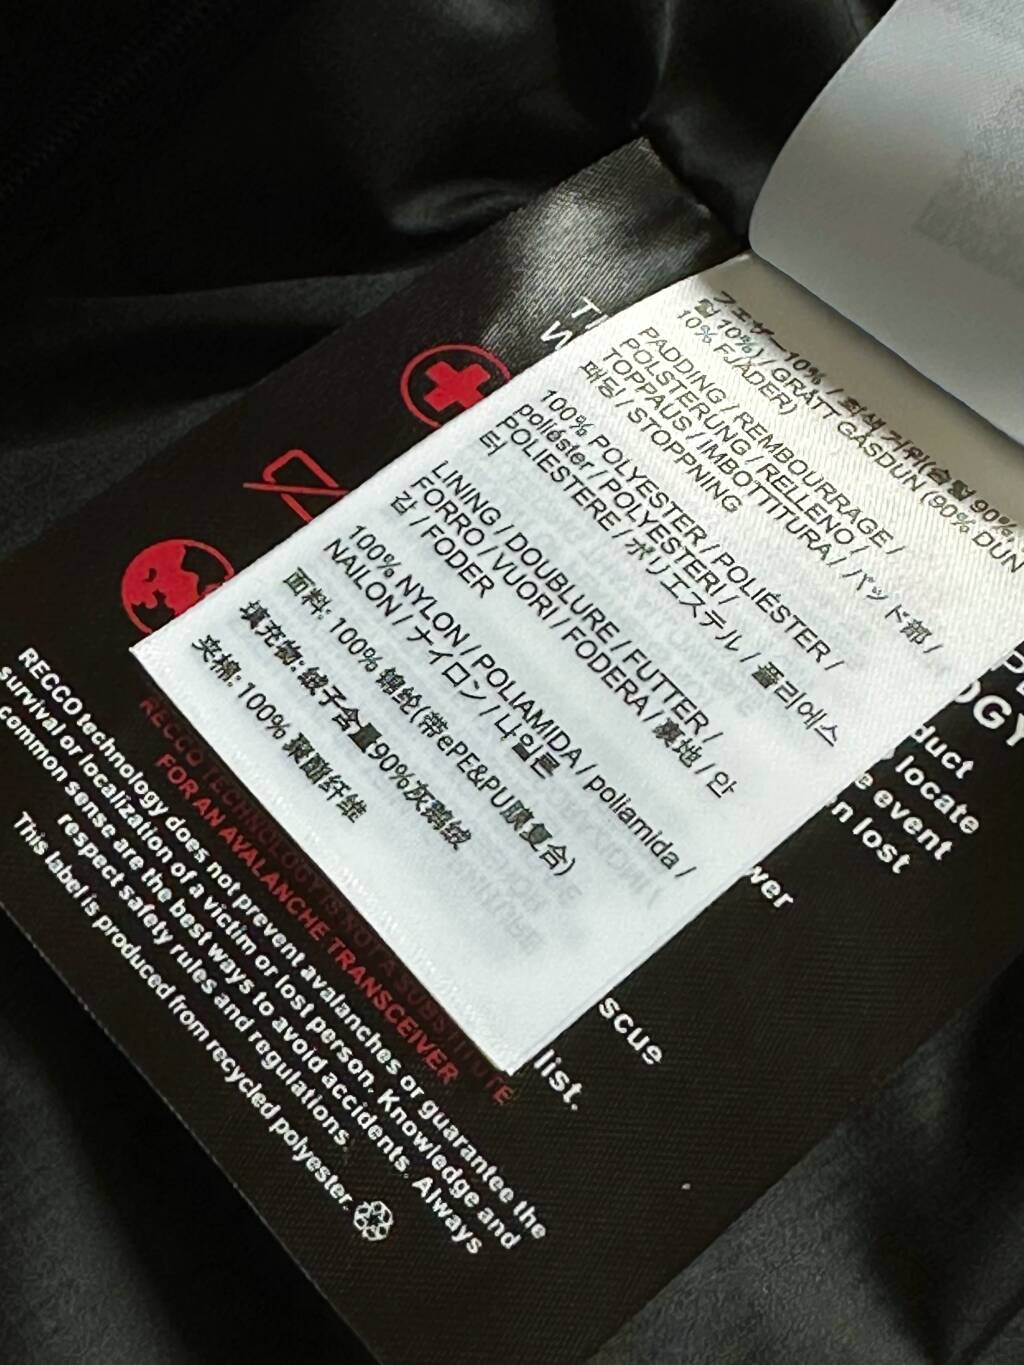 フェザー10% / 회색 거위(솜털 90%
털 10%) / GRÅTT GÅSDUN (90% DUN
10% FJÄDER)
PADDING / REMBOURRAGE /
POLSTERUNG / RELLENO /
TOPPAUS / IMBOTTITURA / パッド部 /
패딩 / STOPPNING
100% POLYESTER / POLIÉSTER /
poliéster / POLYESTERI /
POLIESTERE / ポリエステル / 폴리에스
터
LINING / DOUBLURE / FUTTER /
FORRO / VUORI / FODERA / 裏地 / 안
감 / FODER
100% NYLON / POLIAMIDA / poliamida /
NAILON / ナイロン / 나일론
面料: 100% 锦纶(带ePE&PU膜复合)
填充物: 绒子含量90%灰鹅绒
夹棉: 100% 聚酯纤维
OGY
duct
locate
e event
n lost
ver
scue
list.
RECCO TECHNOLOGY IS NOT A SUBSTITUTE
FOR AN AVALANCHE TRANSCEIVER
RECCO technology does not prevent avalanches or guarantee the
survival or localization of a victim or lost person. Knowledge and
common sense are the best ways to avoid accidents. Always
respect safety rules and regulations.
This label is produced from recycled polyester.